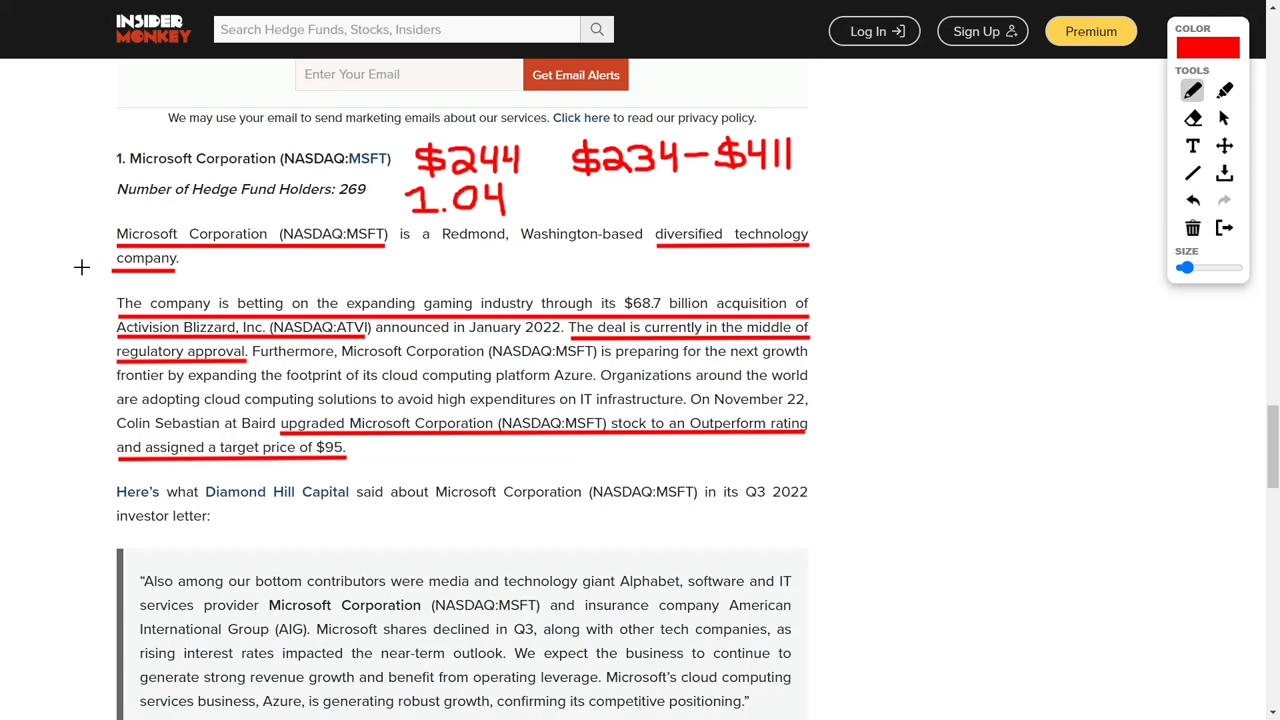 INSIDER
MONKEY
Search Hedge Funds, Stocks, Insiders
Log In
Sign Up
Premium
COLOR
TOOLS
T
SIZE
Enter Your Email
Get Email Alerts
We may use your email to send marketing emails about our services. Click here to read our privacy policy.
1. Microsoft Corporation (NASDAQ:MSFT) $244 $234-$411
Number of Hedge Fund Holders: 269 1.04
Microsoft Corporation (NASDAQ:MSFT) is a Redmond, Washington-based diversified technology
company.
The company is betting on the expanding gaming industry through its $68.7 billion acquisition of
Activision Blizzard, Inc. (NASDAQ:ATVI) announced in January 2022. The deal is currently in the middle of
regulatory approval. Furthermore, Microsoft Corporation (NASDAQ:MSFT) is preparing for the next growth
frontier by expanding the footprint of its cloud computing platform Azure. Organizations around the world
are adopting cloud computing solutions to avoid high expenditures on IT infrastructure. On November 22,
Colin Sebastian at Baird upgraded Microsoft Corporation (NASDAQ:MSFT) stock to an Outperform rating
and assigned a target price of $95.
Here's what Diamond Hill Capital said about Microsoft Corporation (NASDAQ:MSFT) in its Q3 2022
investor letter:
“Also among our bottom contributors were media and technology giant Alphabet, software and IT
services provider Microsoft Corporation (NASDAQ:MSFT) and insurance company American
International Group (AIG). Microsoft shares declined in Q3, along with other tech companies, as
rising interest rates impacted the near-term outlook. We expect the business to continue to
generate strong revenue growth and benefit from operating leverage. Microsoft's cloud computing
services business, Azure, is generating robust growth, confirming its competitive positioning.”